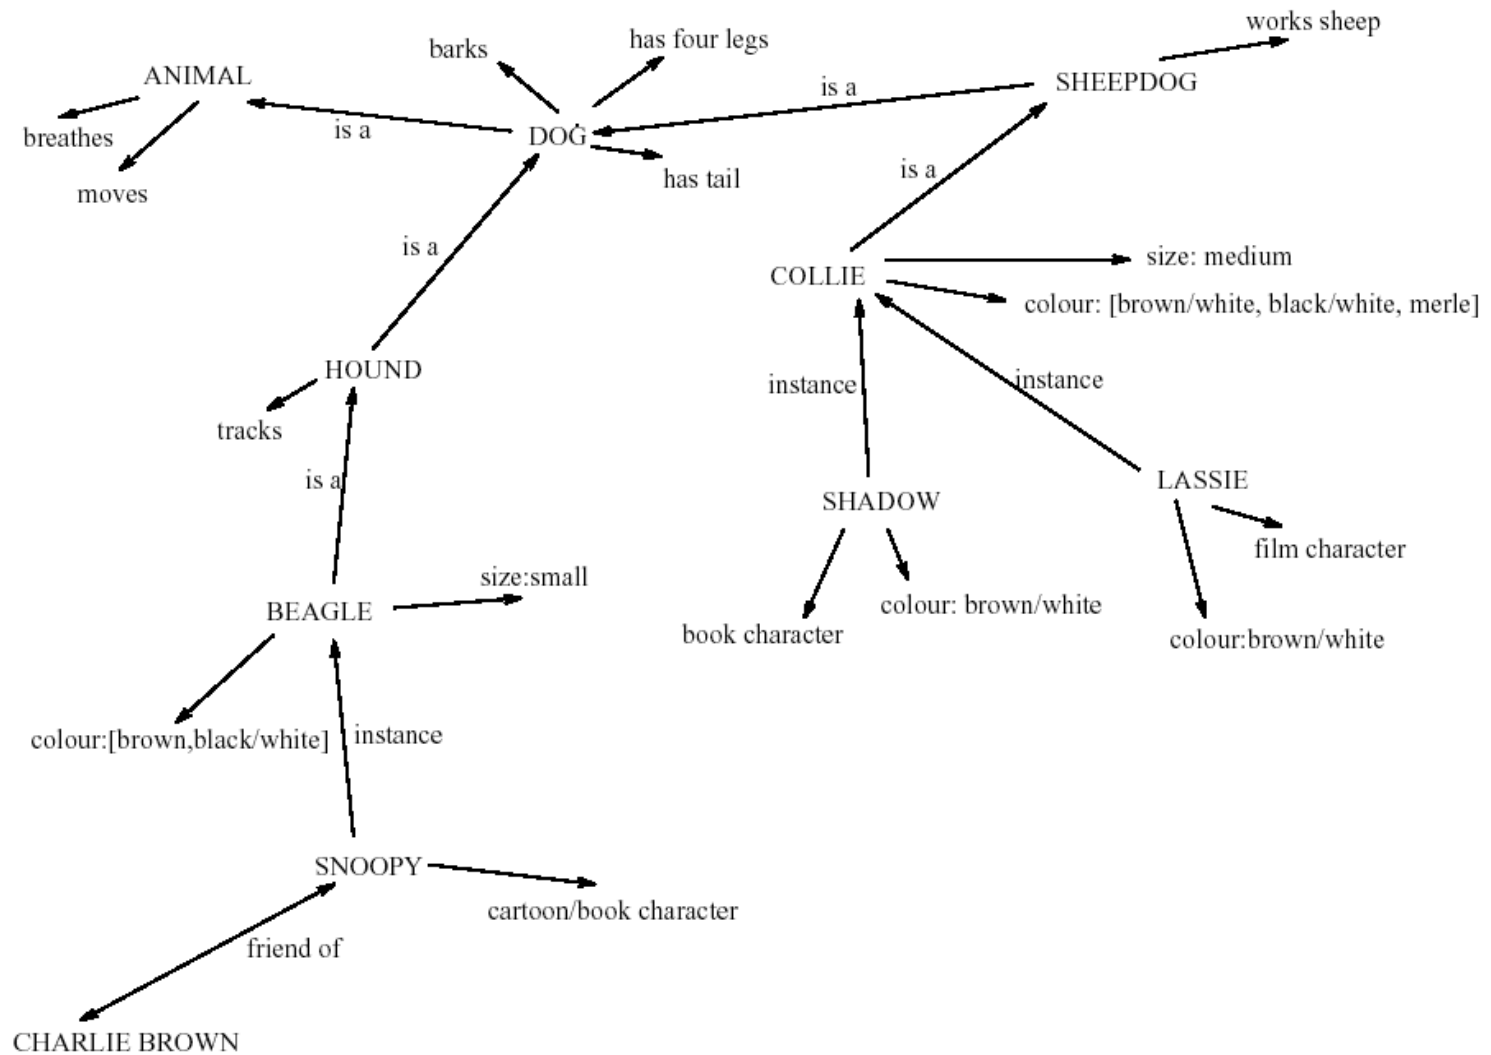 works sheep
has four legs
barks
ANIMAL
SHEEPDOG
is a
is a
breathes
DOG
has tail
moves
is a
is a
size: medium
COLLIE
colour: [brown/white, black/white, merle]
HOUND
instance
instance
tracks
is a
LASSIE
SHADOW
film character
size:small
colour: brown/white
BEAGLE
book character
colour:brown/white
colour:[brown,black/white]
instance
SNOOPY
cartoon/book character
friend of
CHARLIE BROWN